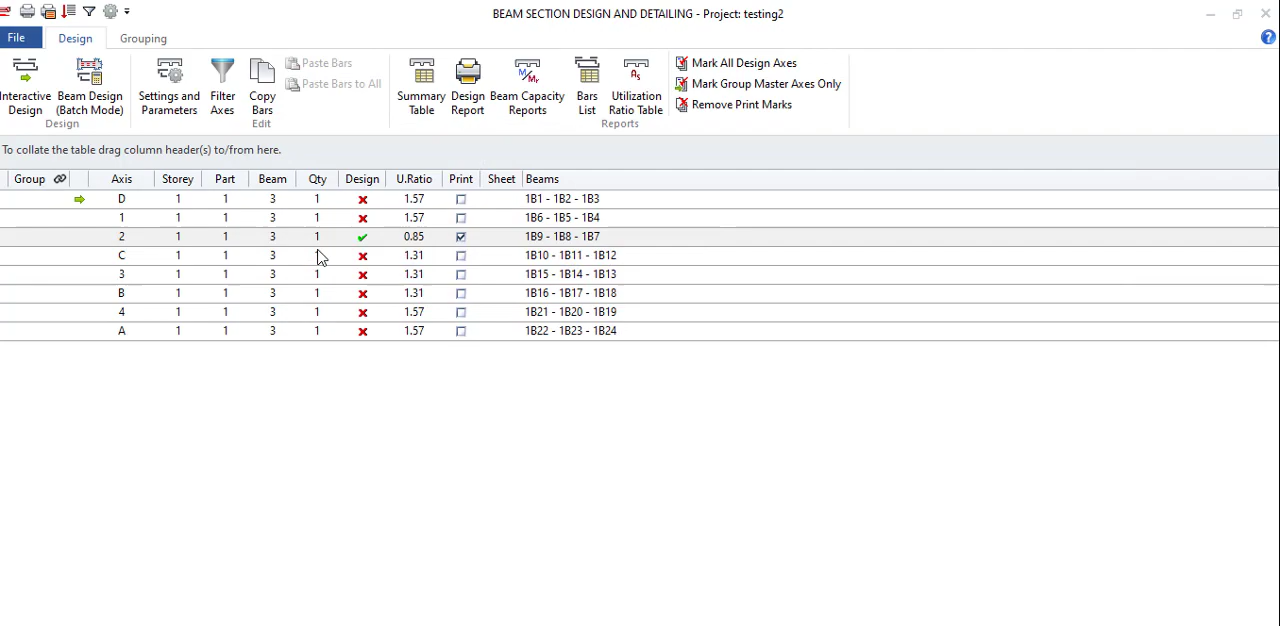 BEAM SECTION DESIGN AND DETAILING - Project: testing2
File Design Grouping
Interactive Design
Beam Design (Batch Mode)
Design
Settings and Parameters
Filter Axes
Copy Bars
Paste Bars
Paste Bars to All
Edit
Summary Table
Design Report
Beam Capacity Reports
Bars List
Utilization Ratio Table
Reports
Mark All Design Axes
Mark Group Master Axes Only
Remove Print Marks
To collate the table drag column header(s) to/from here.
Group Axis Storey Part Beam Qty Design U.Ratio Print Sheet Beams
D 1 1 3 1 1.57 1B1 - 1B2 - 1B3
1 1 1 3 1 1.57 1B6 - 1B5 - 1B4
2 1 1 3 1 0.85 1B9 - 1B8 - 1B7
C 1 1 3 1.31 1B10 - 1B11 - 1B12
3 1 1 3 1 1.31 1B15 - 1B14 - 1B13
B 1 1 3 1 1.31 1B16 - 1B17 - 1B18
4 1 1 3 1 1.57 1B21 - 1B20 - 1B19
A 1 1 3 1 1.57 1B22 - 1B23 - 1B24